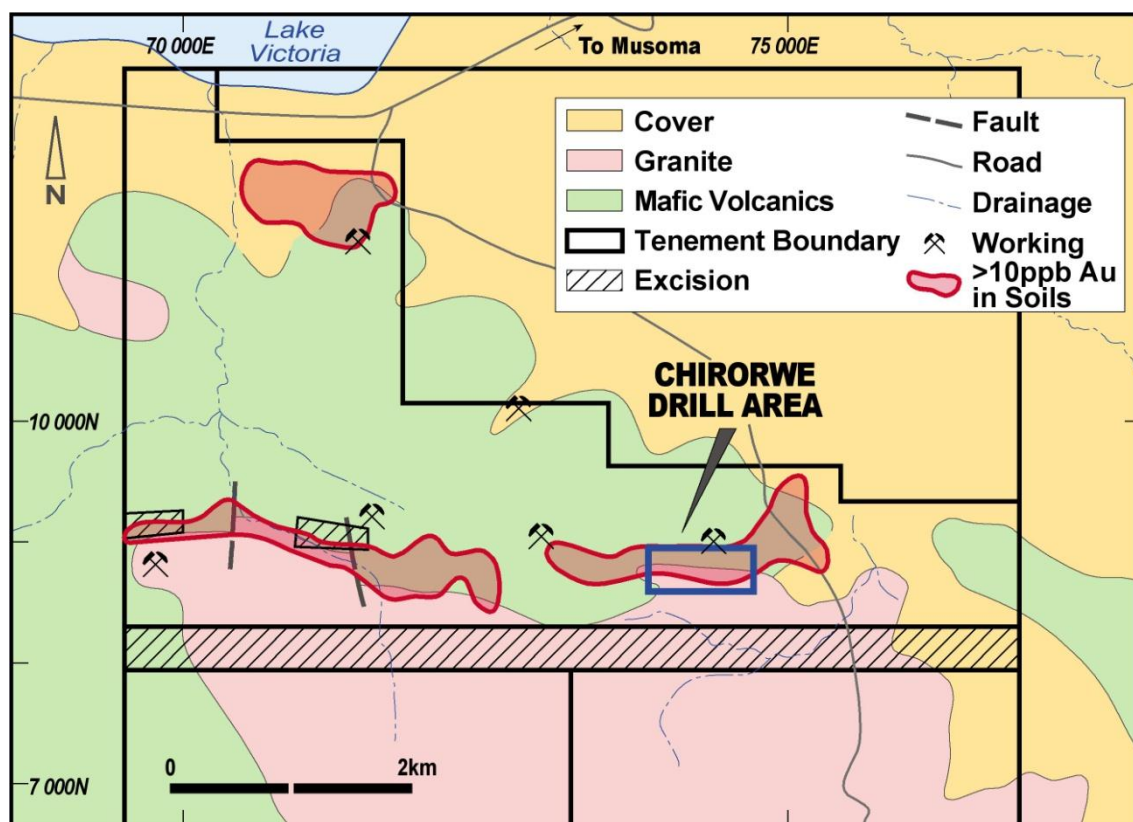 Lake
Victoria
70 000E
To Musoma
75 000E
Cover
Granite
Mafic Volcanics
Tenement Boundary
Excision
Fault
Road
Drainage
Working
>10ppb Au
in Soils
N
CHIRORWE
DRILL AREA
10 000N
7 000N
0
2km